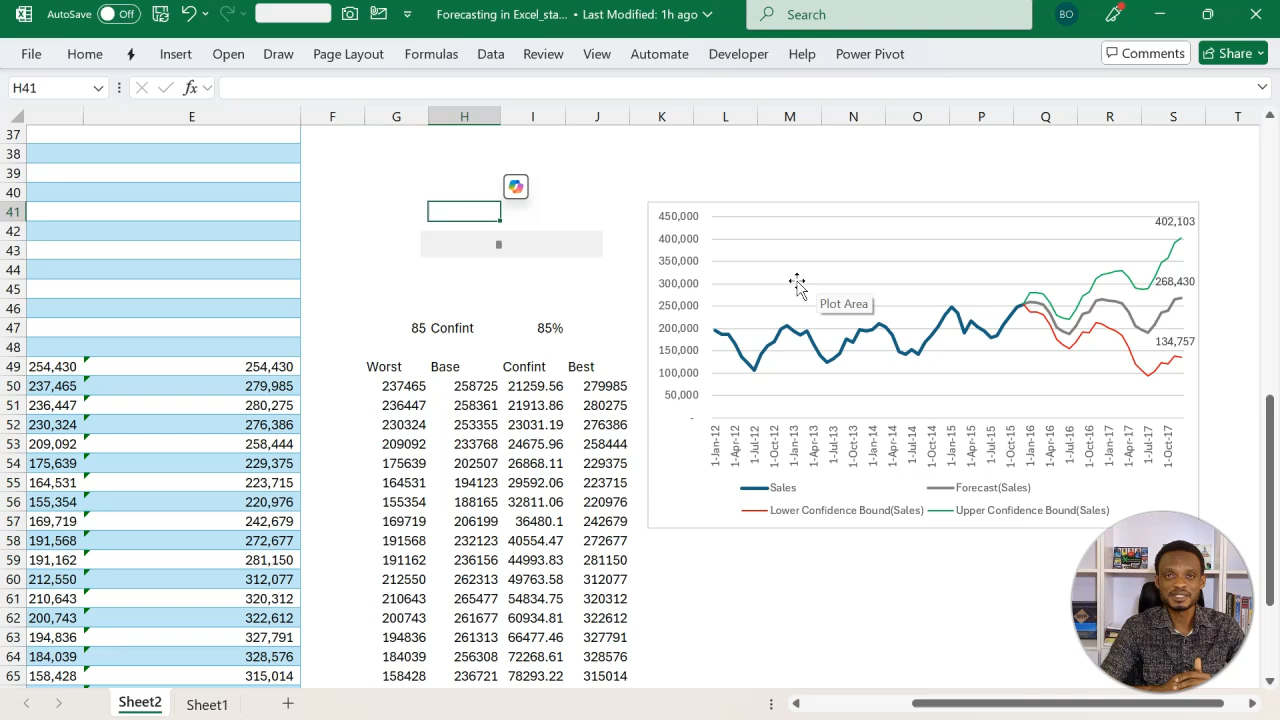 AutoSave Off Forecasting in Excel_sta... • Last Modified: 1h ago Search BO
File Home Insert Open Draw Page Layout Formulas Data Review View Automate Developer Help Power Pivot Comments Share
H41 fx
E F G H I J K L M N O P Q R S T
37
38
39
40
41
42
43
44
45
46
47 85 Confint 85%
48
49 254,430 254,430 Worst Base Confint Best
50 237,465 279,985 237465 258725 21259.56 279985
51 236,447 280,275 236447 258361 21913.86 280275
52 230,324 276,386 230324 253355 23031.19 276386
53 209,092 258,444 209092 233768 24675.96 258444
54 175,639 229,375 175639 202507 26868.11 229375
55 164,531 223,715 164531 194123 29592.06 223715
56 155,354 220,976 155354 188165 32811.06 220976
57 169,719 242,679 169719 206199 36480.1 242679
58 191,568 272,677 191568 232123 40554.47 272677
59 191,162 281,150 191162 236156 44993.83 281150
60 212,550 312,077 212550 262313 49763.58 312077
61 210,643 320,312 210643 265477 54834.75 320312
62 200,743 322,612 200743 261677 60934.81 322612
63 194,836 327,791 194836 261313 66477.46 327791
64 184,039 328,576 184039 256308 72268.61 328576
65 158,428 315,014 158428 236721 78293.22 315014
450,000
400,000
350,000
300,000
250,000
200,000
150,000
100,000
50,000
-
402,103
268,430
134,757
Plot Area
1-Jan-12 1-Apr-12 1-Jul-12 1-Oct-12 1-Jan-13 1-Apr-13 1-Jul-13 1-Oct-13 1-Jan-14 1-Apr-14 1-Jul-14 1-Oct-14 1-Jan-15 1-Apr-15 1-Jul-15 1-Oct-15 1-Jan-16 1-Apr-16 1-Jul-16 1-Oct-16 1-Jan-17 1-Apr-17 1-Jul-17 1-Oct-17
Sales Forecast(Sales)
Lower Confidence Bound(Sales) Upper Confidence Bound(Sales)
Sheet2 Sheet1